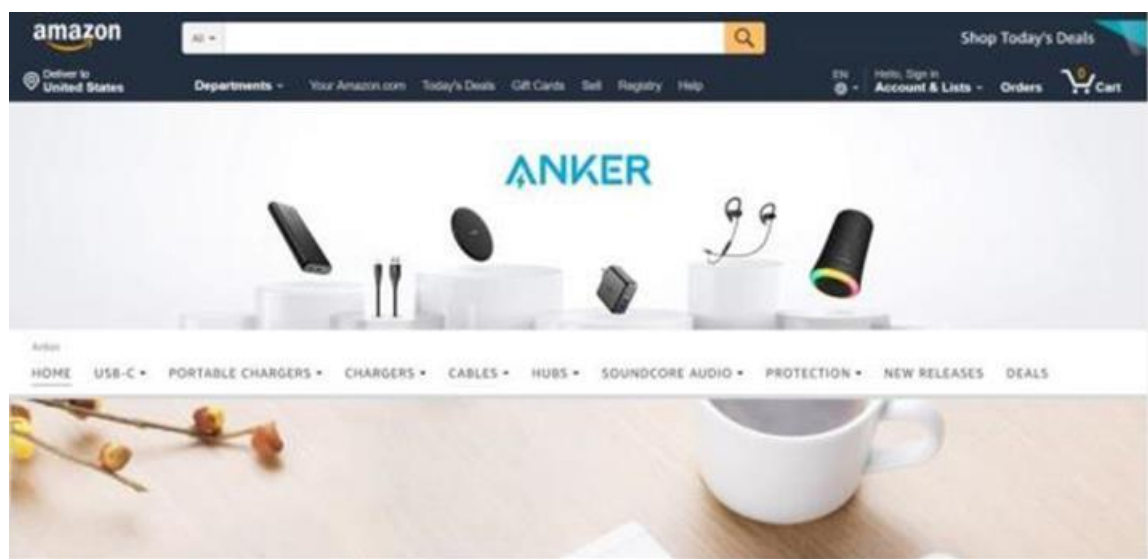 amazon
All
Shop Today's Deals
Deliver to
United States
Departments
Your Amazon.com Today's Deals Gift Cards Sell Registry Help
EN
Hello, Sign in
Account & Lists
Orders
0
Cart
ANKER
Anker
HOME USB-C PORTABLE CHARGERS CHARGERS CABLES HUBS SOUNDCORE AUDIO PROTECTION NEW RELEASES DEALS